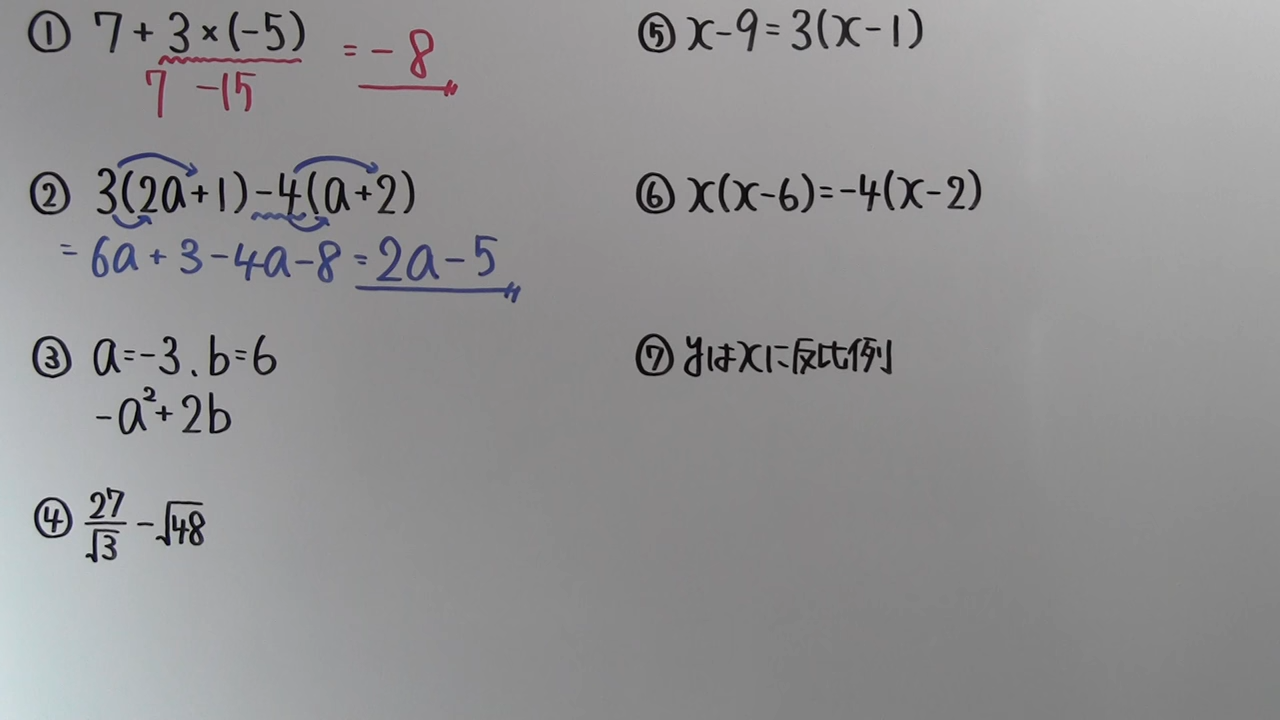 ① 7+3×(-5) =-8
7 -15
② 3(2a+1)-4(a+2)
=6a+3-4a-8=2a-5
③ a=-3、b=6
-a²+2b
④ 27/√3-√48
⑤ x-9=3(x-1)
⑥ x(x-6)=-4(x-2)
⑦ yはxに反比例